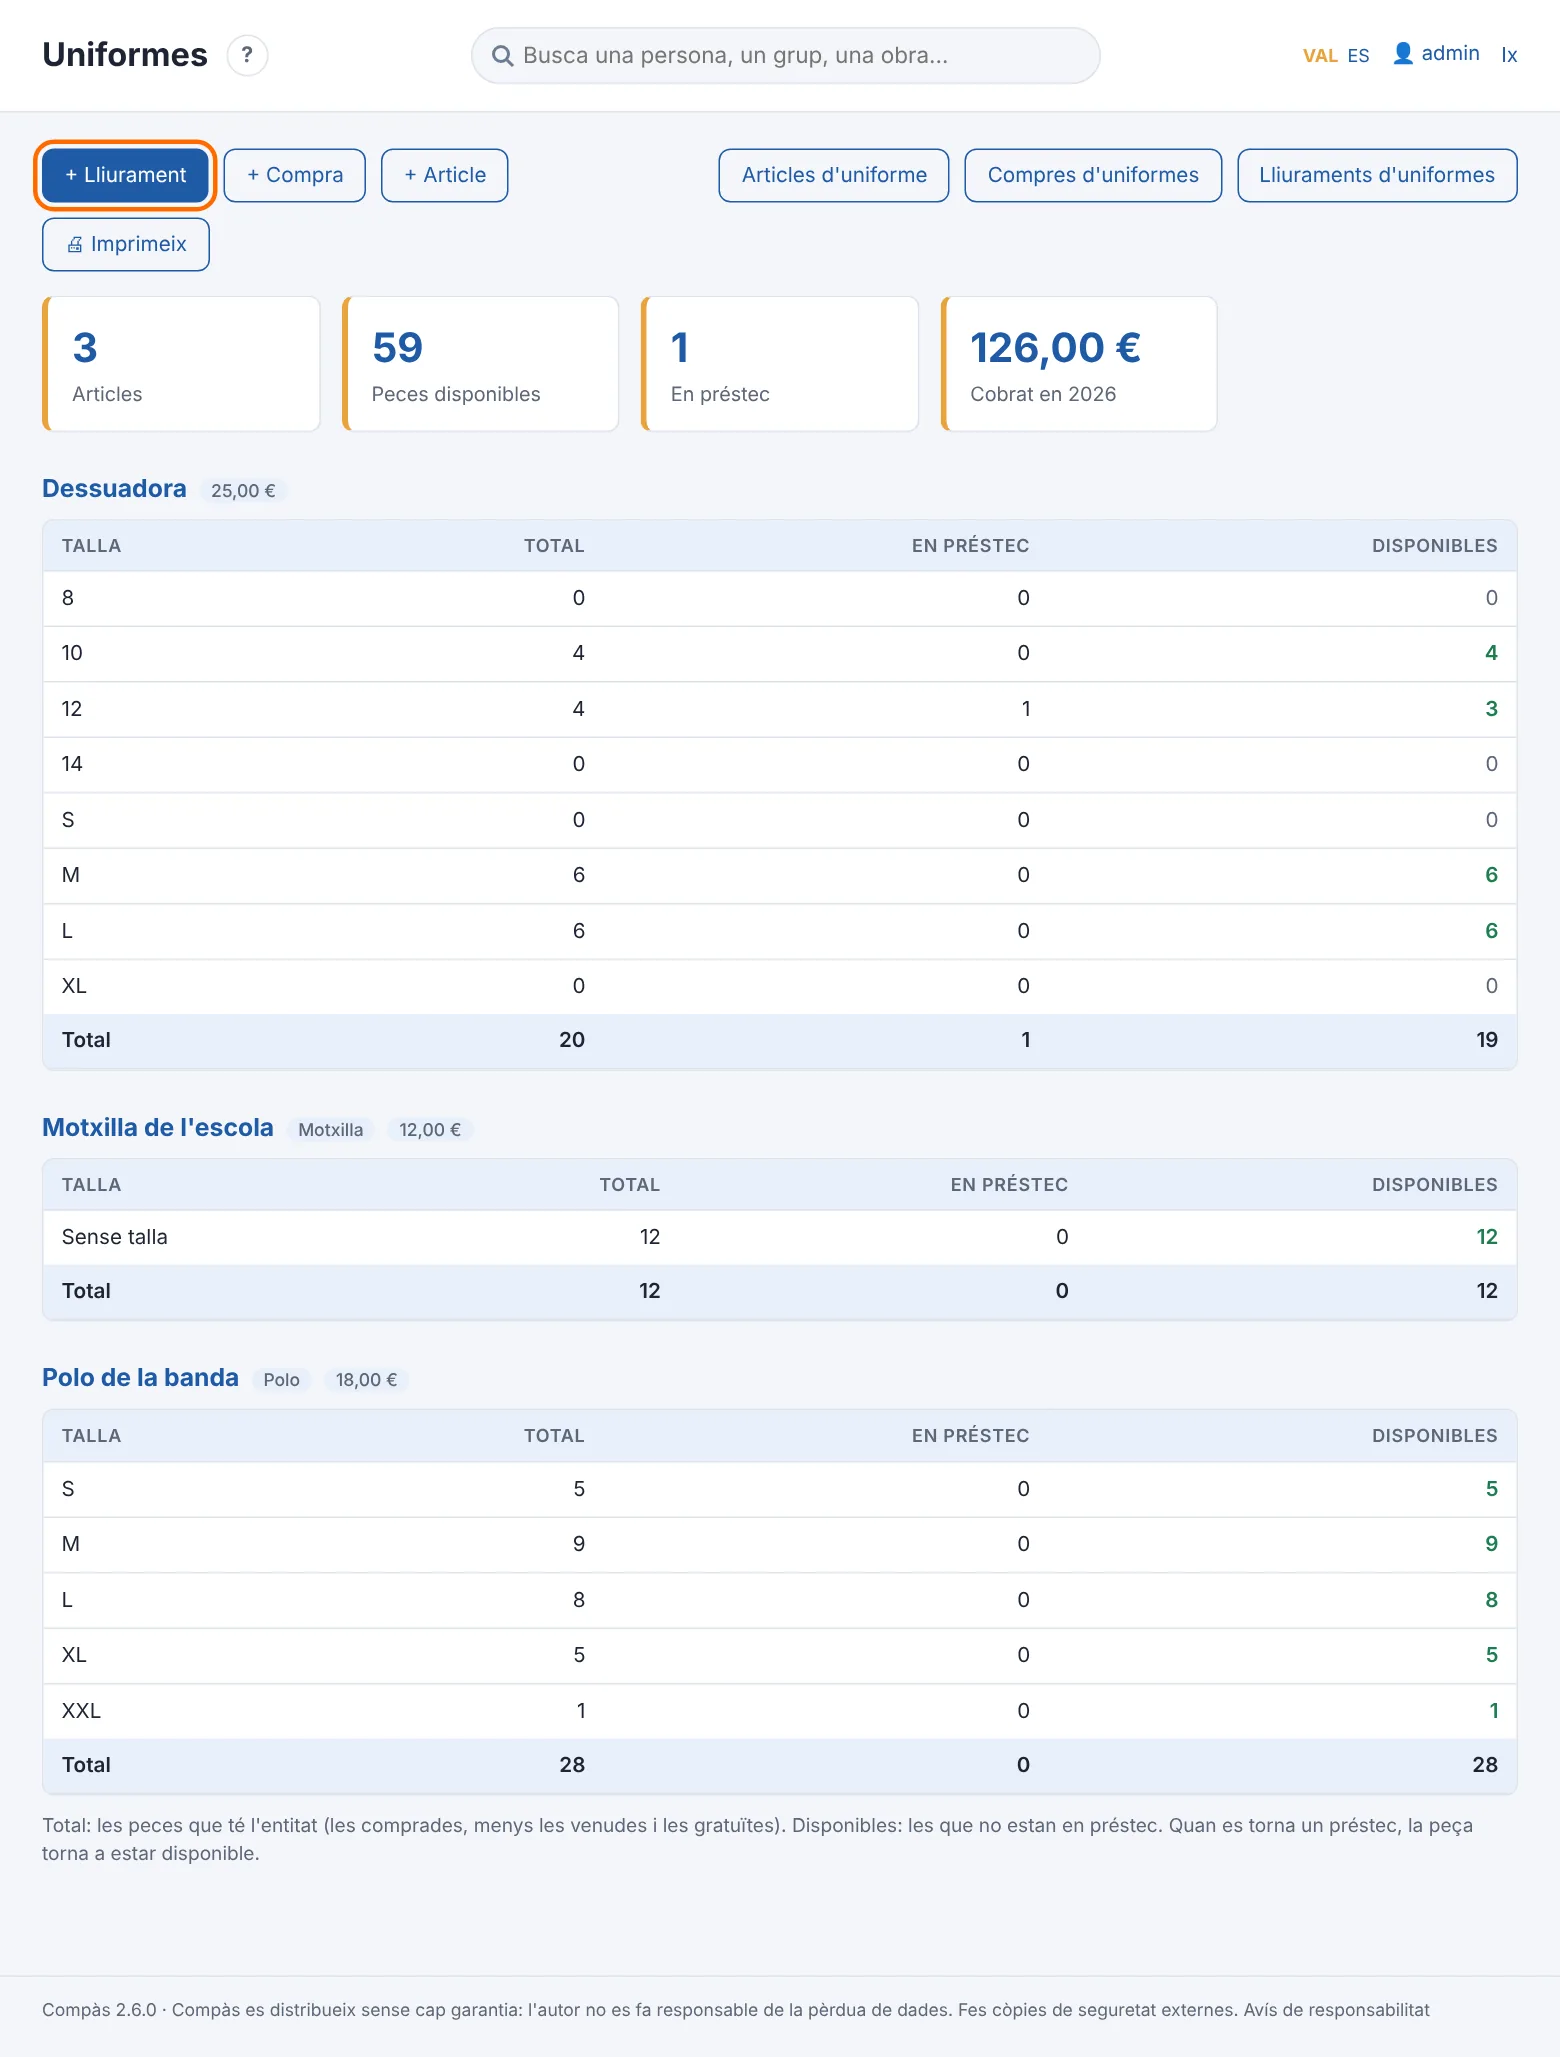 Uniformes ?
Busca una persona, un grup, una obra...
VAL ES 👤 admin Ix
+ Lliurament + Compra + Article Articles d'uniforme Compres d'uniformes Lliuraments d'uniformes
🖨 Imprimeix
3 59 1 126,00 €
Articles Peces disponibles En préstec Cobrat en 2026
Dessuadora 25,00 €
TALLA TOTAL EN PRÉSTEC DISPONIBLES
8 0 0 0
10 4 0 4
12 4 1 3
14 0 0 0
S 0 0 0
M 6 0 6
L 6 0 6
XL 0 0 0
Total 20 1 19
Motxilla de l'escola Motxilla 12,00 €
TALLA TOTAL EN PRÉSTEC DISPONIBLES
Sense talla 12 0 12
Total 12 0 12
Polo de la banda Polo 18,00 €
TALLA TOTAL EN PRÉSTEC DISPONIBLES
S 5 0 5
M 9 0 9
L 8 0 8
XL 5 0 5
XXL 1 0 1
Total 28 0 28
Total: les peces que té l'entitat (les comprades, menys les venudes i les gratuïtes). Disponibles: les que no estan en préstec. Quan es torna un préstec, la peça
torna a estar disponible.
Compàs 2.6.0 · Compàs es distribueix sense cap garantia: l'autor no es fa responsable de la pèrdua de dades. Fes còpies de seguretat externes. Avís de responsabilitat